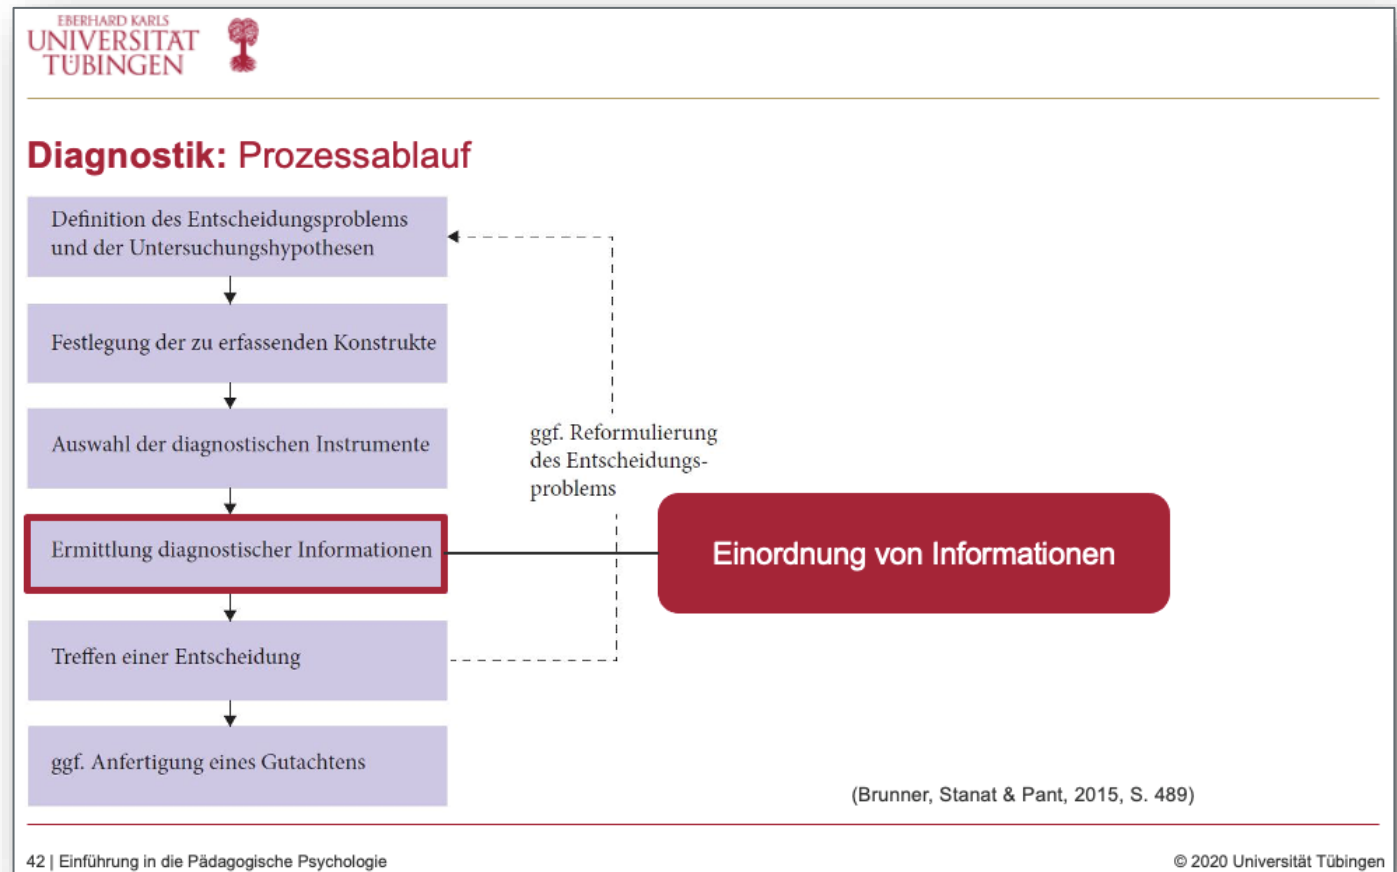 EBERHARD KARLS
UNIVERSITÄT
TÜBINGEN
Diagnostik: Prozessablauf
Definition des Entscheidungsproblems
und der Untersuchungshypothesen
Festlegung der zu erfassenden Konstrukte
Auswahl der diagnostischen Instrumente
ggf. Reformulierung
des Entscheidungs-
problems
Ermittlung diagnostischer Informationen
Einordnung von Informationen
Treffen einer Entscheidung
ggf. Anfertigung eines Gutachtens
(Brunner, Stanat & Pant, 2015, S. 489)
42 | Einführung in die Pädagogische Psychologie
© 2020 Universität Tübingen